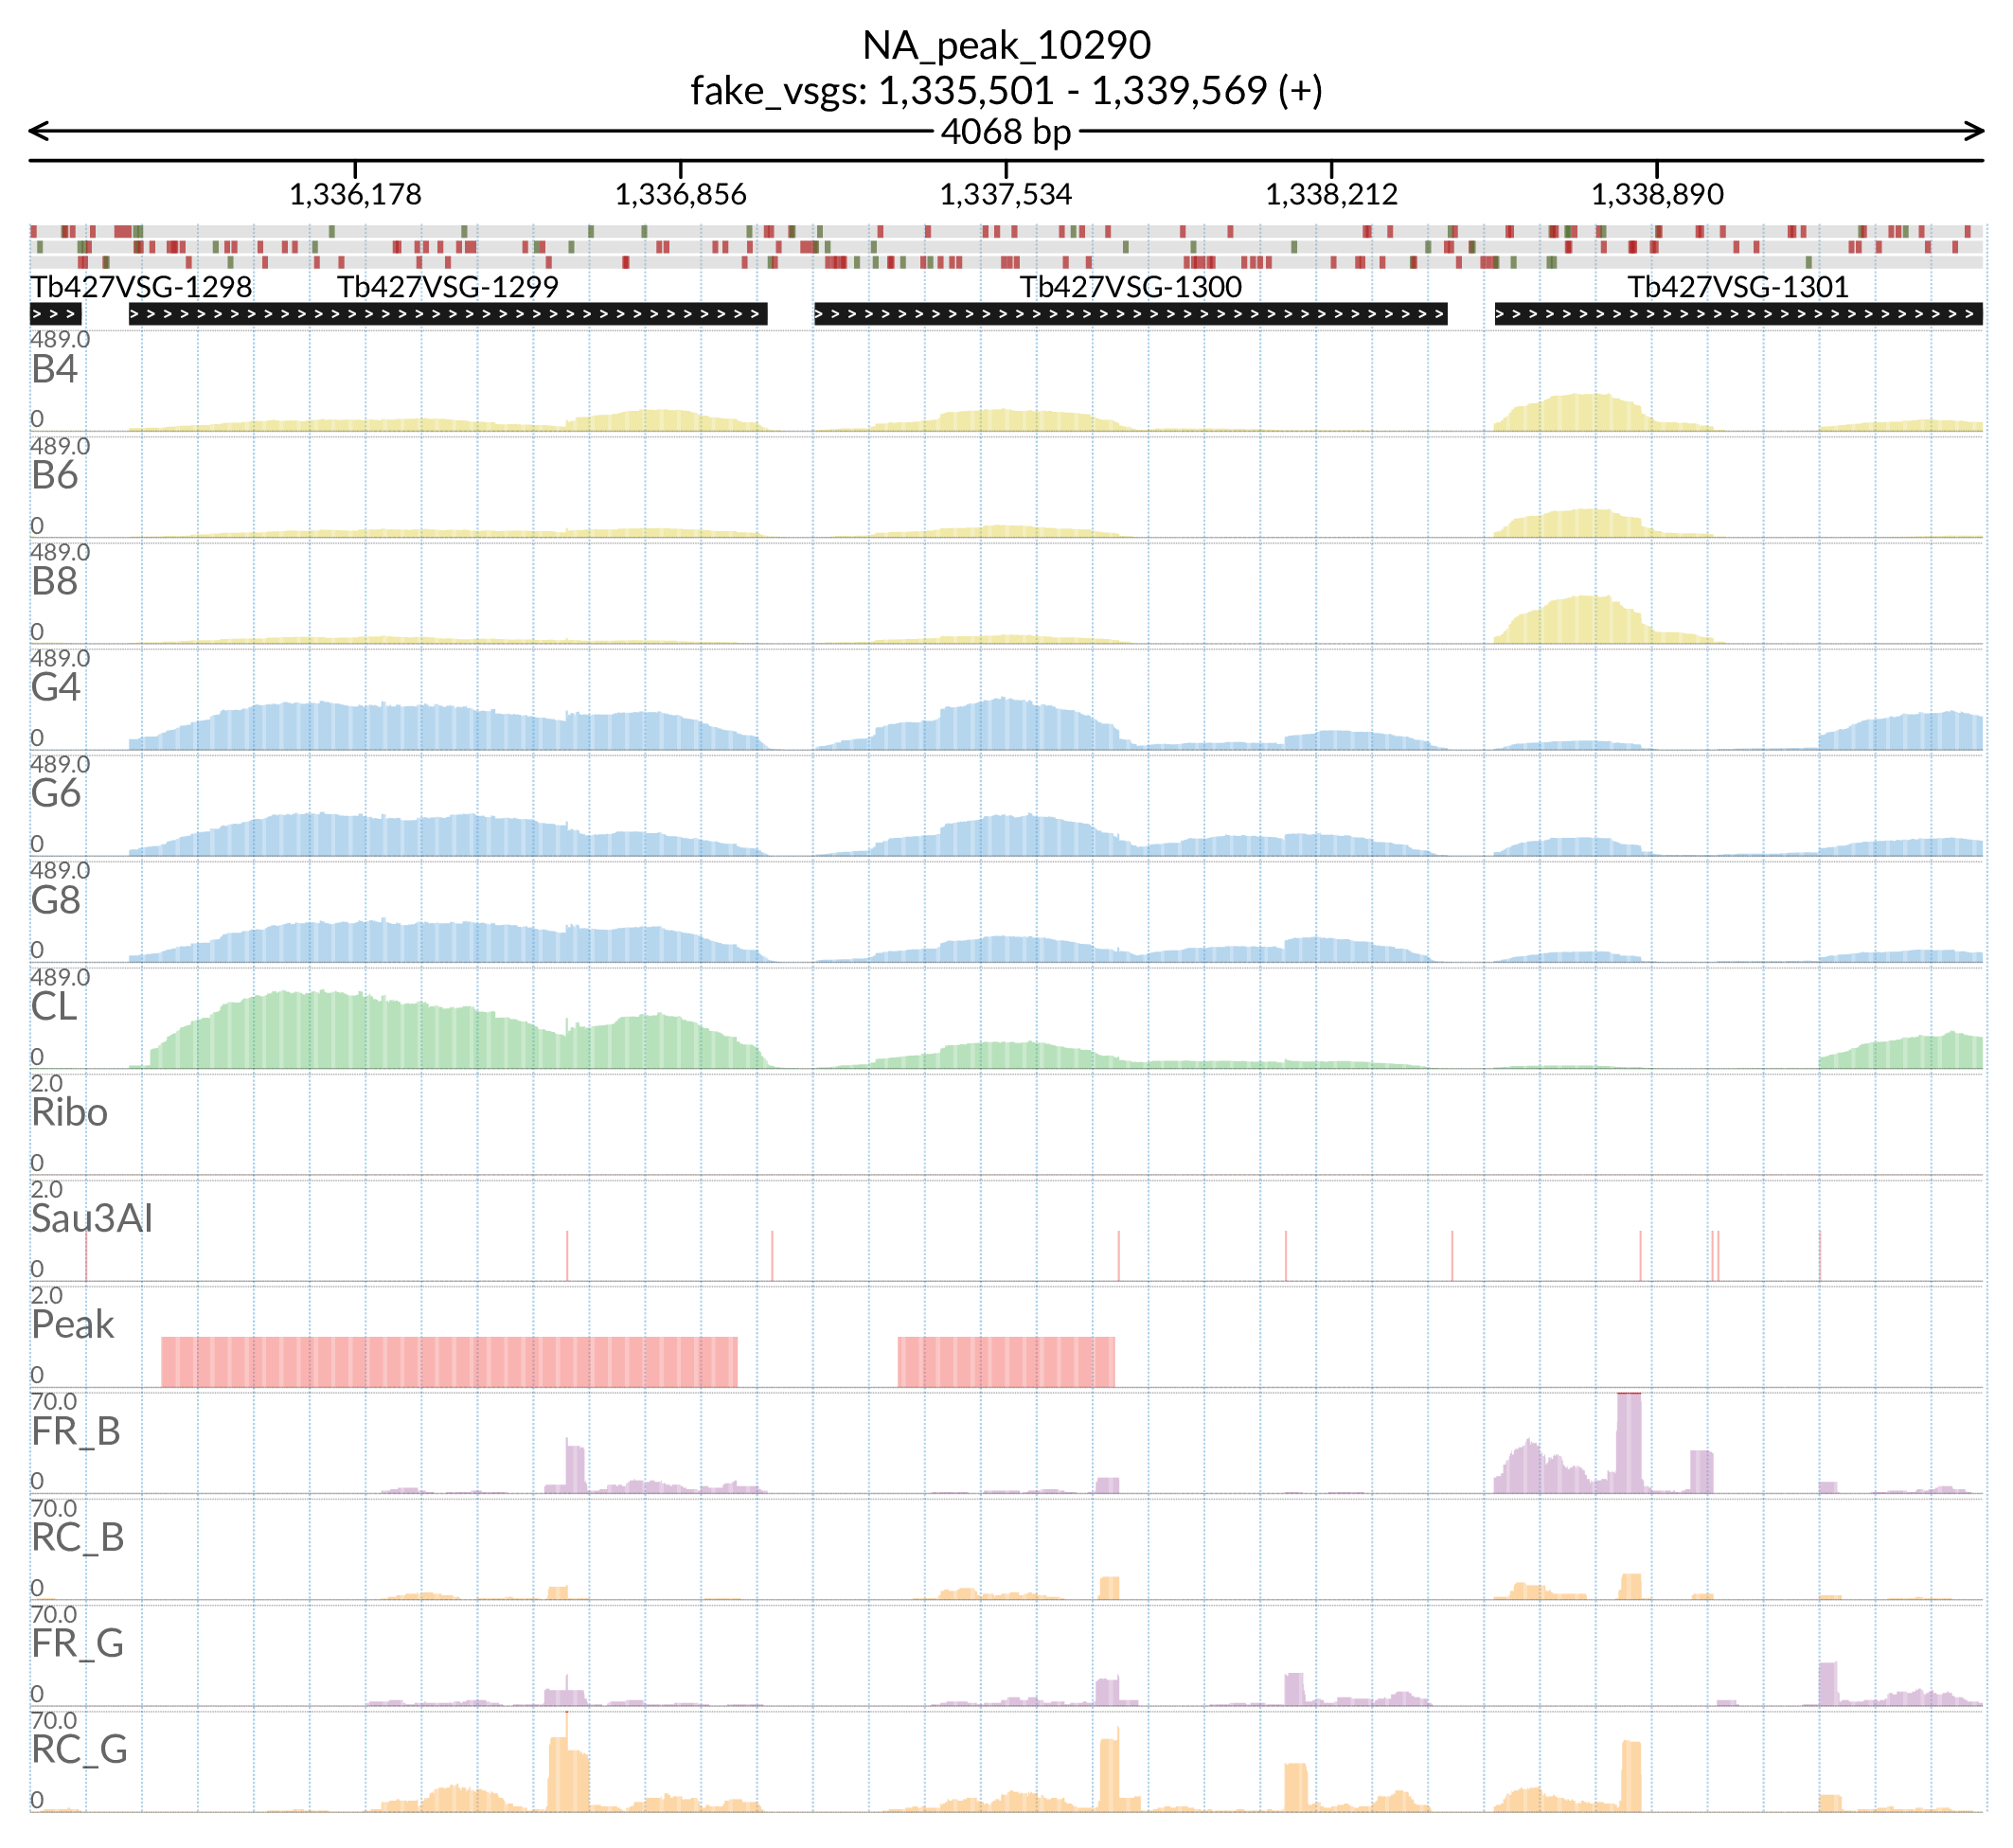 NA_peak_10290
fake_vsgs: 1,335,501 - 1,339,569 (+)
4068 bp
1,336,178 1,336,856 1,337,534 1,338,212 1,338,890
Tb427VSG-1298 Tb427VSG-1299 Tb427VSG-1300 Tb427VSG-1301
489.0
B4
0
489.0
B6
0
489.0
B8
0
489.0
G4
0
489.0
G6
0
489.0
G8
0
489.0
CL
0
2.0
Ribo
0
2.0
Sau3AI
0
2.0
Peak
0
70.0
FR_B
0
70.0
RC_B
0
70.0
FR_G
0
70.0
RC_G
0